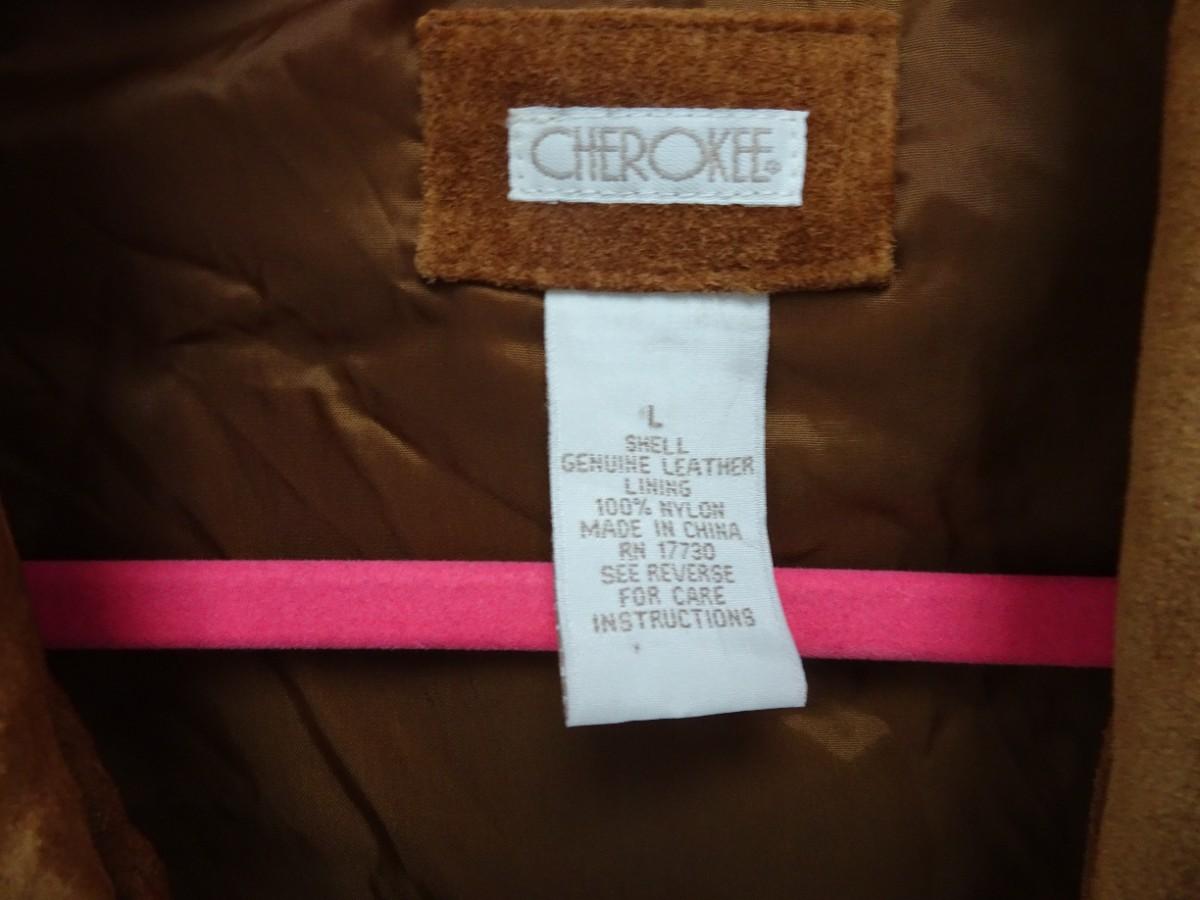 CHEROKEE®
L
SHELL
GENUINE LEATHER
LINING
100% NYLON
MADE IN CHINA
RN 17730
SEE REVERSE
FOR CARE
INSTRUCTIONS